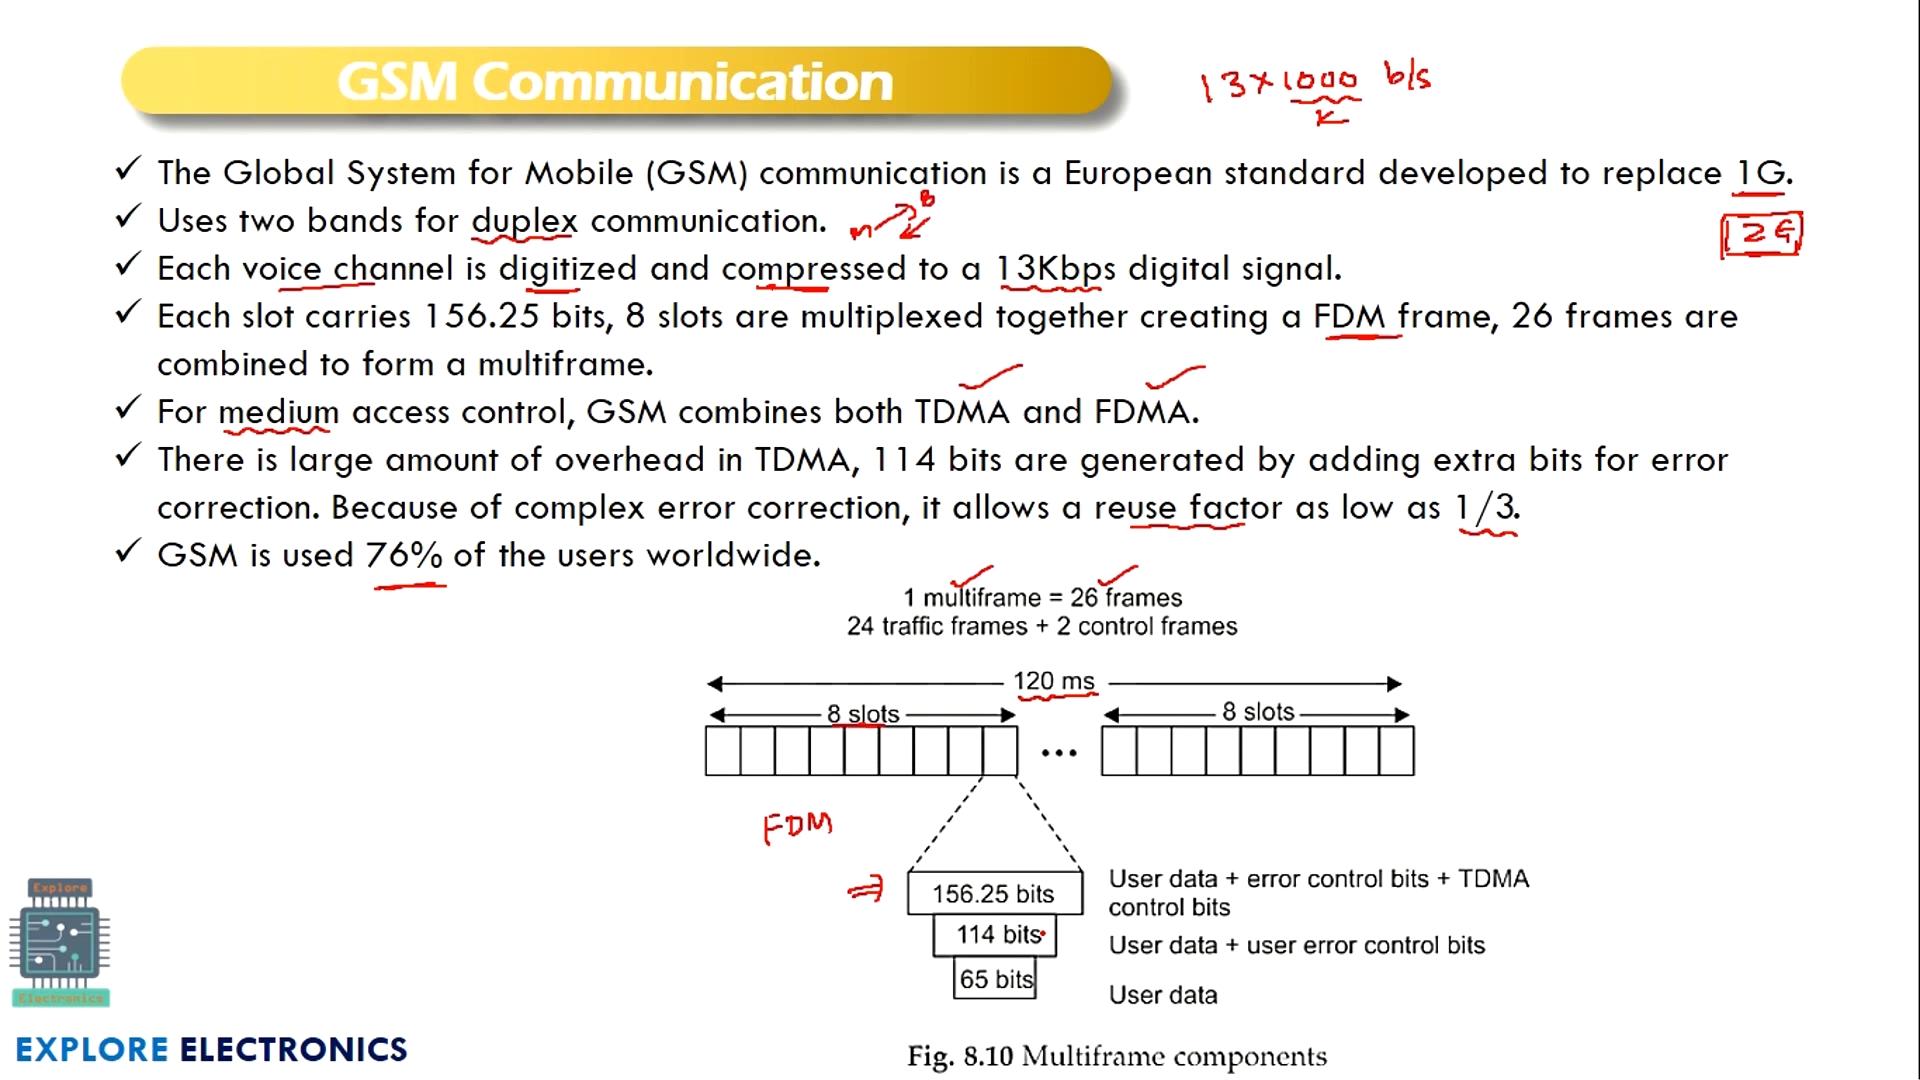 GSM Communication
13×1000 b/s
K
✓ The Global System for Mobile (GSM) communication is a European standard developed to replace 1G.
✓ Uses two bands for duplex communication.
m B
2G
✓ Each voice channel is digitized and compressed to a 13Kbps digital signal.
✓ Each slot carries 156.25 bits, 8 slots are multiplexed together creating a FDM frame, 26 frames are
combined to form a multiframe.
✓ For medium access control, GSM combines both TDMA and FDMA.
✓ There is large amount of overhead in TDMA, 114 bits are generated by adding extra bits for error
correction. Because of complex error correction, it allows a reuse factor as low as 1/3.
✓ GSM is used 76% of the users worldwide.
1 multiframe = 26 frames
24 traffic frames + 2 control frames
120 ms
8 slots 8 slots
...
FDM
156.25 bits User data + error control bits + TDMA
control bits
114 bits User data + user error control bits
65 bits User data
Explore
Electronics
EXPLORE ELECTRONICS
Fig. 8.10 Multiframe components